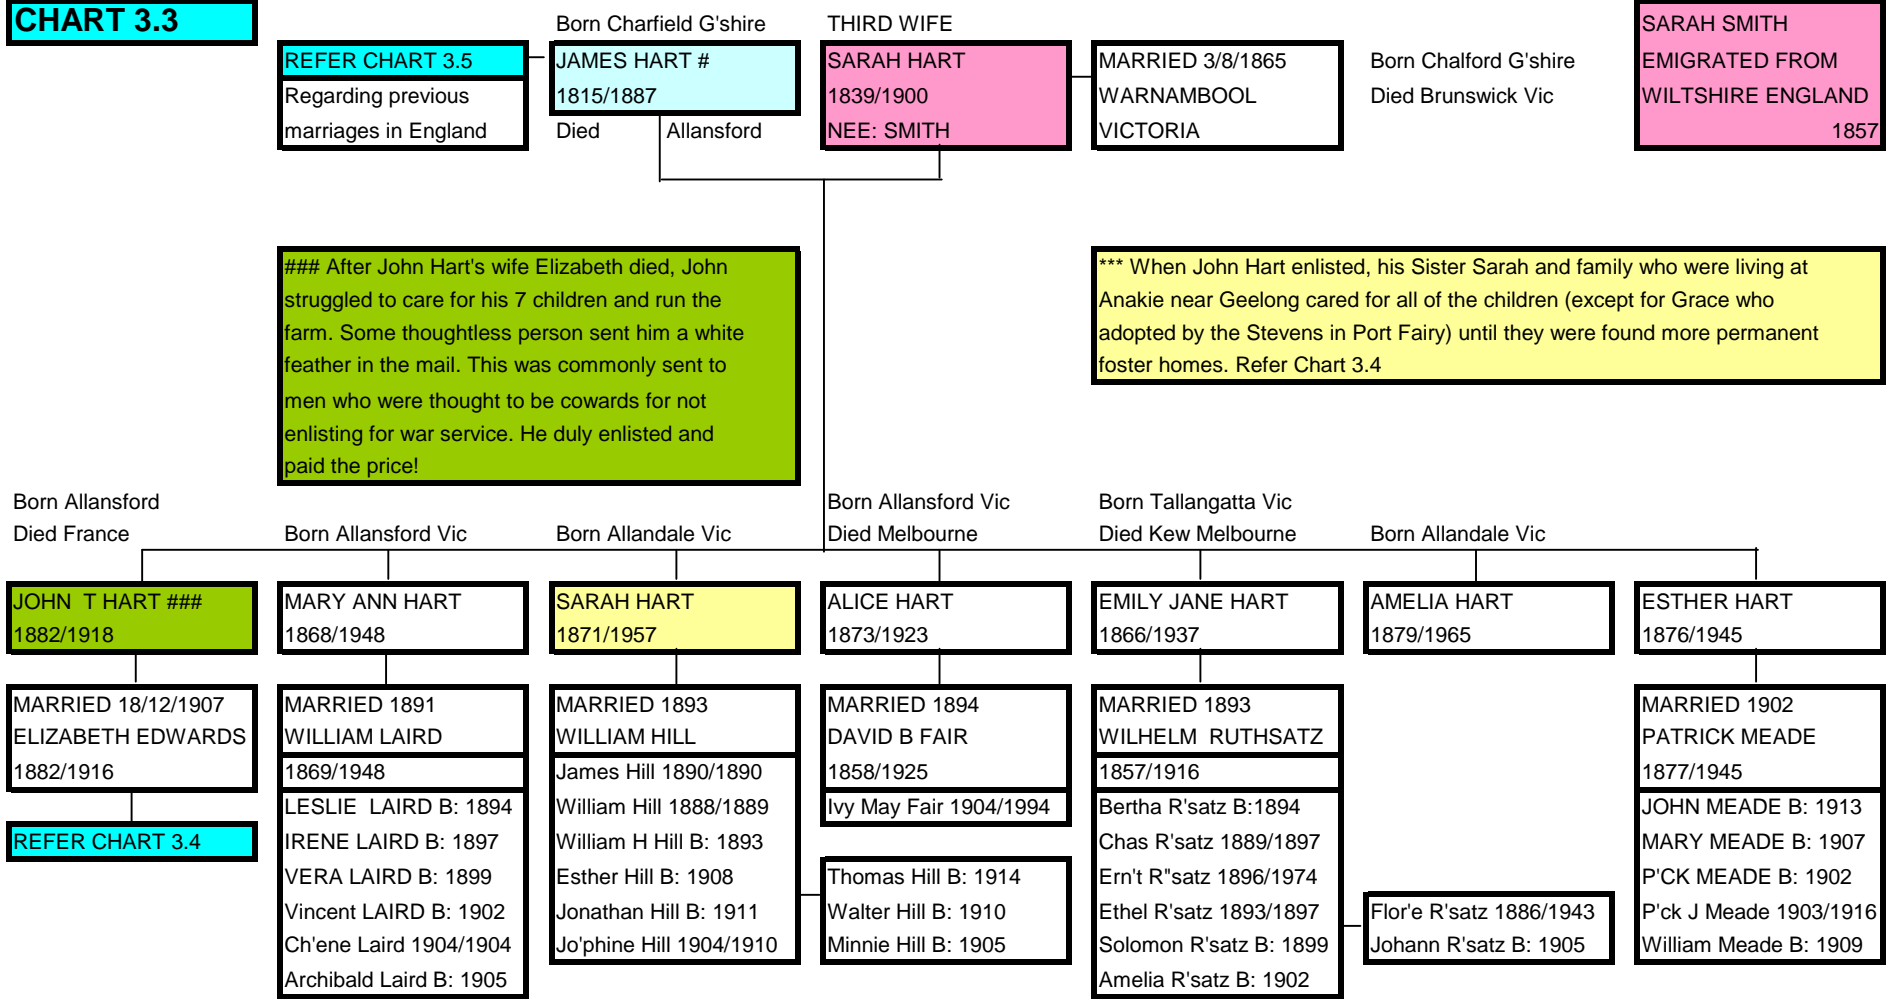 CHART 3.3
Born Charfield G'shire
THIRD WIFE
SARAH SMITH
REFER CHART 3.5
JAMES HART #
SARAH HART
MARRIED 3/8/1865
Born Chalford G'shire
EMIGRATED FROM
Regarding previous
1815/1887
1839/1900
WARNAMBOOL
Died Brunswick Vic
WILTSHIRE ENGLAND
marriages in England
Died Allansford
NEE: SMITH
VICTORIA
1857
### After John Hart's wife Elizabeth died, John
struggled to care for his 7 children and run the
farm. Some thoughtless person sent him a white
feather in the mail. This was commonly sent to
men who were thought to be cowards for not
enlisting for war service. He duly enlisted and
paid the price!
*** When John Hart enlisted, his Sister Sarah and family who were living at
Anakie near Geelong cared for all of the children (except for Grace who
adopted by the Stevens in Port Fairy) until they were found more permanent
foster homes. Refer Chart 3.4
Born Allansford
Died France
JOHN T HART ###
1882/1918
MARRIED 18/12/1907
ELIZABETH EDWARDS
1882/1916
REFER CHART 3.4
Born Allansford Vic
MARY ANN HART
1868/1948
MARRIED 1891
WILLIAM LAIRD
1869/1948
LESLIE LAIRD B: 1894
IRENE LAIRD B: 1897
VERA LAIRD B: 1899
Vincent LAIRD B: 1902
Ch'ene Laird 1904/1904
Archibald Laird B: 1905
Born Allandale Vic
SARAH HART
1871/1957
MARRIED 1893
WILLIAM HILL
James Hill 1890/1890
William Hill 1888/1889
William H Hill B: 1893
Esther Hill B: 1908
Jonathan Hill B: 1911
Jo'phine Hill 1904/1910
Born Allansford Vic
Died Melbourne
ALICE HART
1873/1923
MARRIED 1894
DAVID B FAIR
1858/1925
Ivy May Fair 1904/1994
Thomas Hill B: 1914
Walter Hill B: 1910
Minnie Hill B: 1905
Born Tallangatta Vic
Died Kew Melbourne
EMILY JANE HART
1866/1937
MARRIED 1893
WILHELM RUTHSATZ
1857/1916
Bertha R'satz B:1894
Chas R'satz 1889/1897
Ern't R"satz 1896/1974
Ethel R'satz 1893/1897
Solomon R'satz B: 1899
Amelia R'satz B: 1902
Born Allandale Vic
AMELIA HART
1879/1965
Flor'e R'satz 1886/1943
Johann R'satz B: 1905
ESTHER HART
1876/1945
MARRIED 1902
PATRICK MEADE
1877/1945
JOHN MEADE B: 1913
MARY MEADE B: 1907
P'CK MEADE B: 1902
P'ck J Meade 1903/1916
William Meade B: 1909